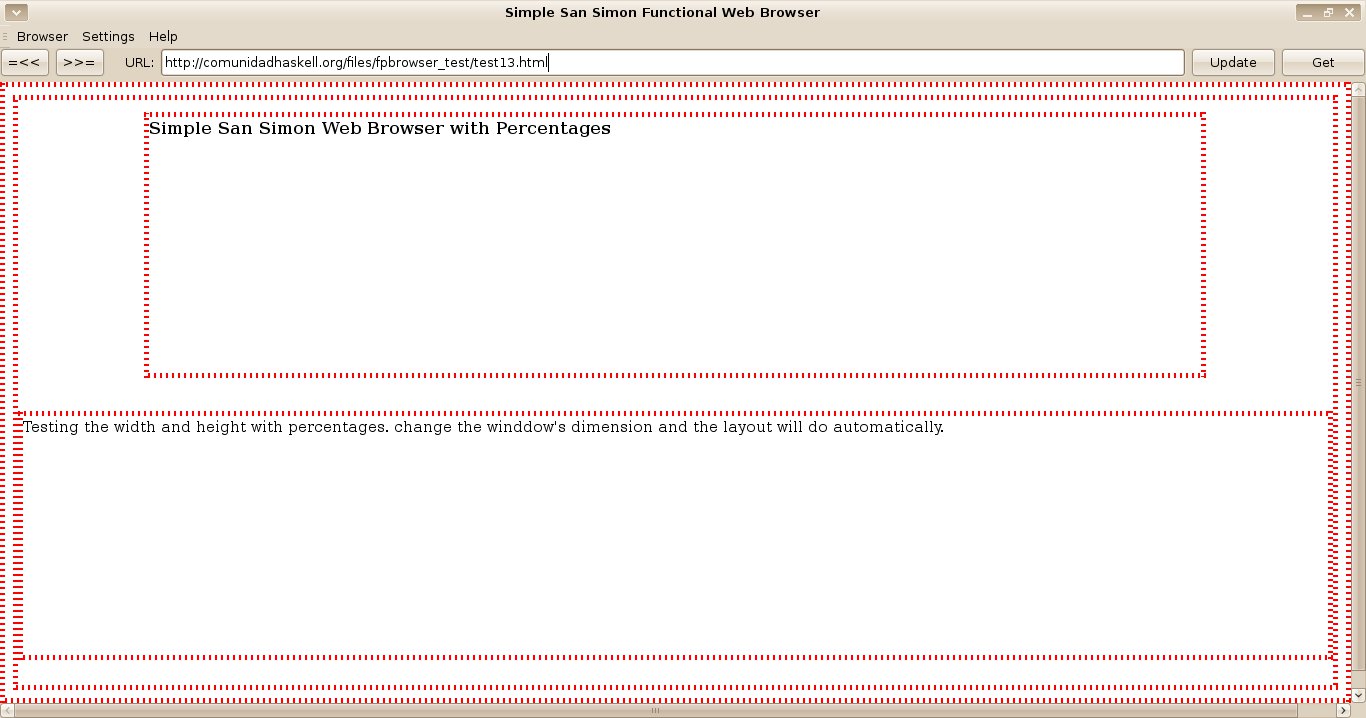 Simple San Simon Functional Web Browser
Browser Settings Help
=<< >>= URL: http://comunidadhaskell.org/files/fpbrowser_test/test13.html Update Get
Simple San Simon Web Browser with Percentages
Testing the width and height with percentages. change the winddow's dimension and the layout will do automatically.